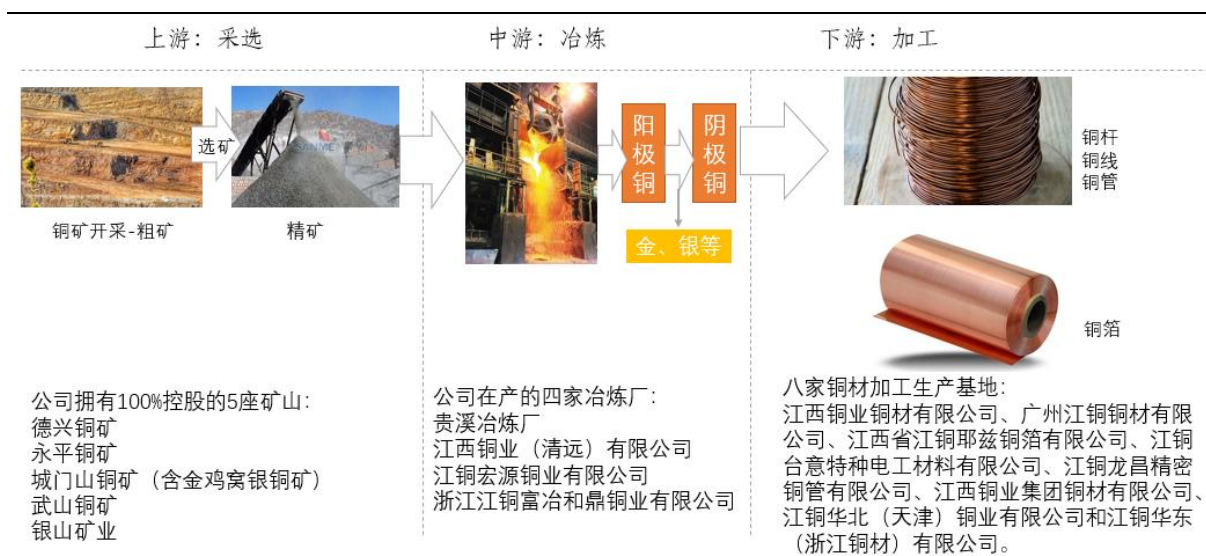 上游：采选
中游：冶炼
下游：加工
选矿
阳极铜
阴极铜
金、银等
铜杆
铜线
铜管
铜矿开采-粗矿
精矿
铜箔
公司拥有100%控股的5座矿山：
德兴铜矿
永平铜矿
城门山铜矿（含金鸡窝银铜矿）
武山铜矿
银山矿业
公司在产的四家冶炼厂：
贵溪冶炼厂
江西铜业（清远）有限公司
江铜宏源铜业有限公司
浙江江铜富冶和鼎铜业有限公司
八家铜材加工生产基地：
江西铜业铜材有限公司、广州江铜铜材有限
公司、江西省江铜耶兹铜箔有限公司、江铜
台意特种电工材料有限公司、江铜龙昌精密
铜管有限公司、江西铜业集团铜材有限公司、
江铜华北（天津）铜业有限公司和江铜华东
（浙江铜材）有限公司。